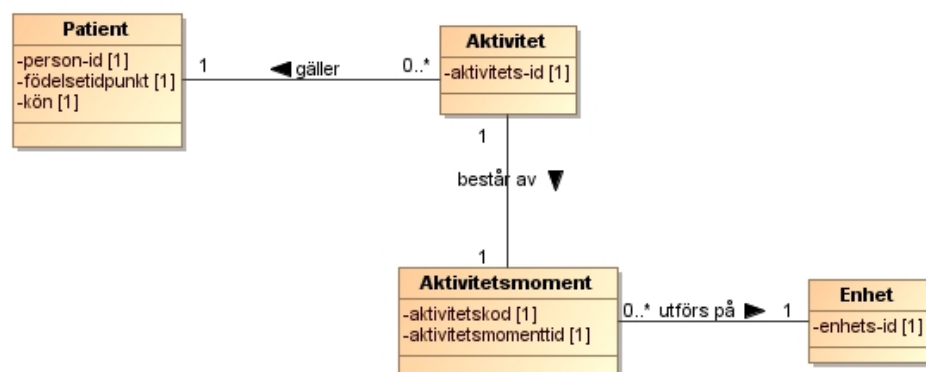 Patient
-person-id [1]
-födelsetidpunkt [1]
-kön [1]
1
gäller
0..*
Aktivitet
-aktivitets-id [1]
1
består av
1
Aktivitetsmoment
-aktivitetskod [1]
-aktivitetsmomenttid [1]
0..* utförs på 1
Enhet
-enhets-id [1]